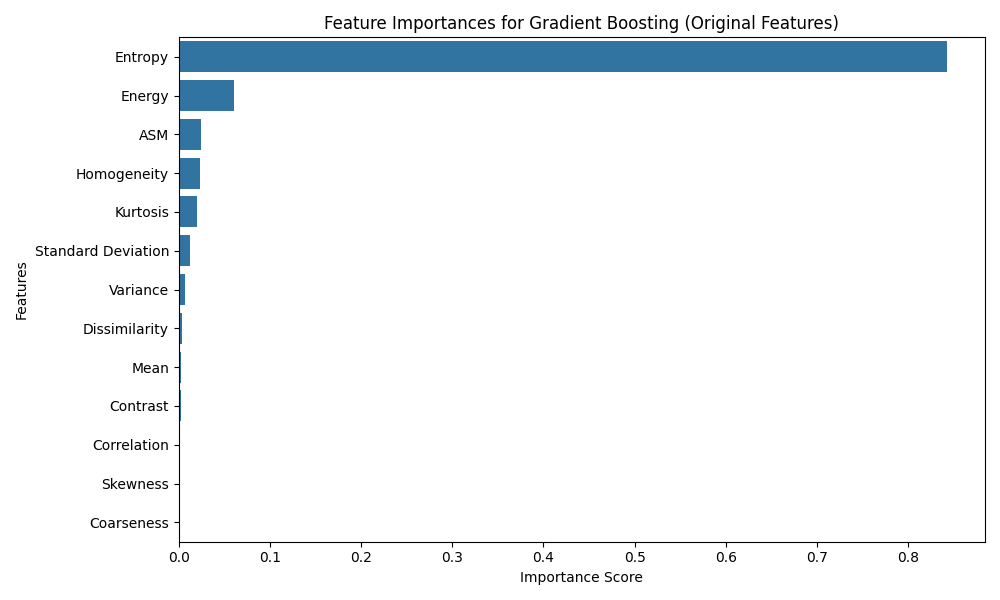 Feature Importances for Gradient Boosting (Original Features)
Entropy
Energy
ASM
Homogeneity
Kurtosis
Standard Deviation
Variance
Dissimilarity
Mean
Contrast
Correlation
Skewness
Coarseness
Features
0.0 0.1 0.2 0.3 0.4 0.5 0.6 0.7 0.8
Importance Score